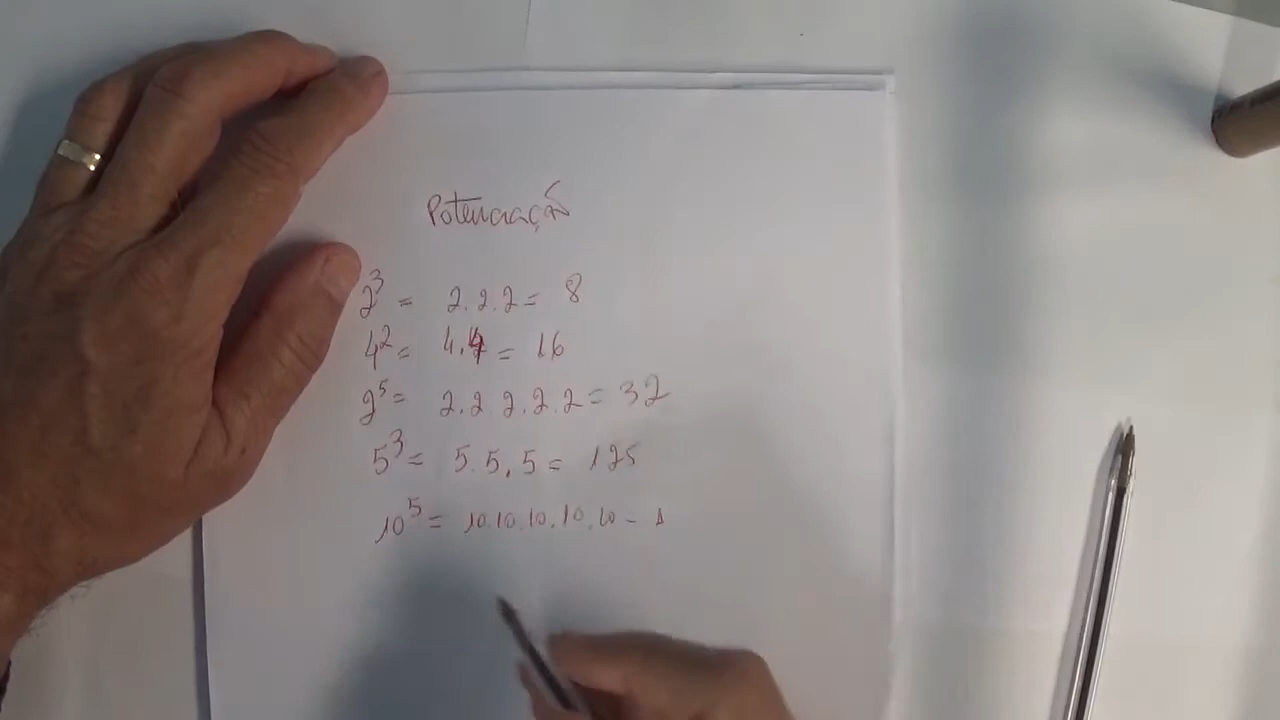 Potenciação
2³ = 2.2.2 = 8
4² = 4.4 = 16
2⁵ = 2.2.2.2.2 = 32
5³ = 5.5.5 = 125
10⁵ = 10.10.10.10.10 = 1